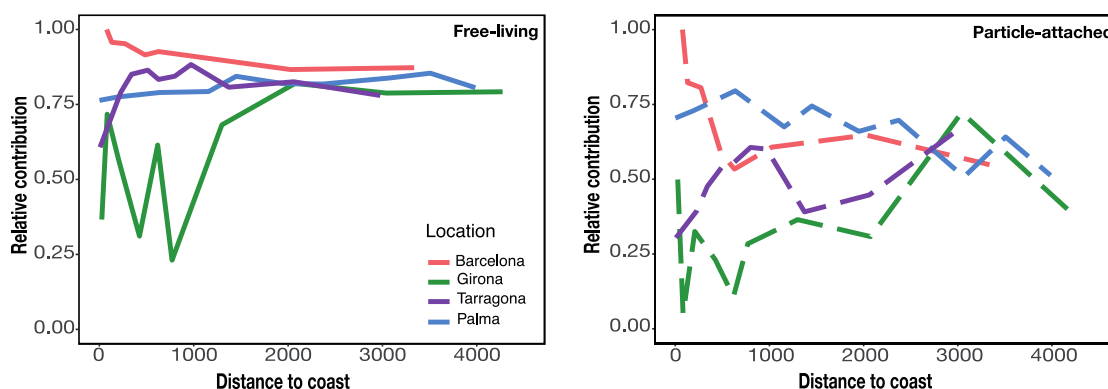 Free-living
Relative contribution
1.00
0.75
0.50
0.25
0.00
Location
Barcelona
Girona
Tarragona
Palma
0
1000
2000
3000
4000
Distance to coast
Particle-attached
Relative contribution
1.00
0.75
0.50
0.25
0.00
0
1000
2000
3000
4000
Distance to coast